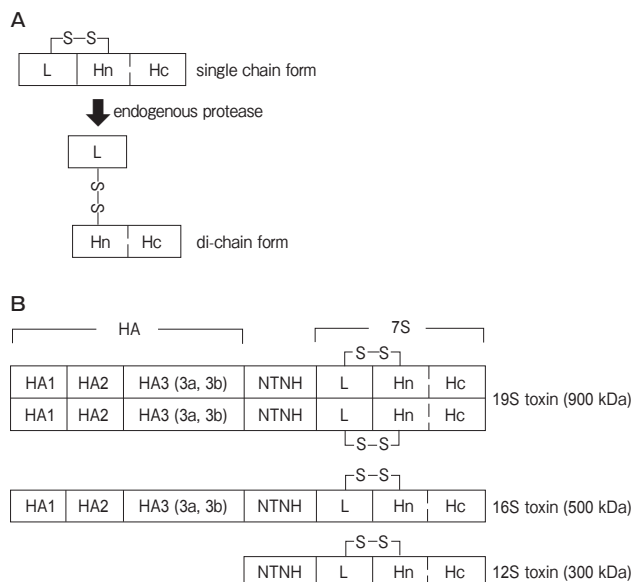 A
S–S
L Hn Hc single chain form
endogenous protease
L
S
S
Hn Hc di-chain form
B
HA 7S
S–S
HA1 HA2 HA3 (3a, 3b) NTNH L Hn Hc
19S toxin (900 kDa)
HA1 HA2 HA3 (3a, 3b) NTNH L Hn Hc
S–S
S–S
HA1 HA2 HA3 (3a, 3b) NTNH L Hn Hc 16S toxin (500 kDa)
S–S
NTNH L Hn Hc 12S toxin (300 kDa)